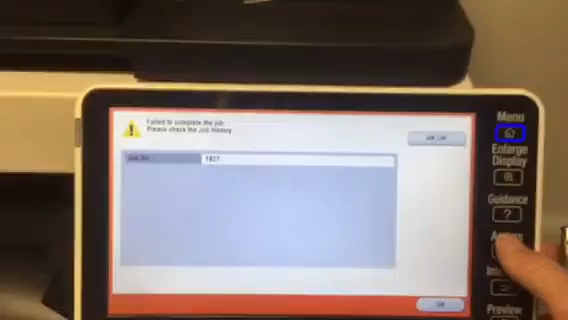 Failed to complete the job.
Please check the Job History.
Job List
Job No.
1827
Menu
Enlarge
Display
Guidance
?
Preview